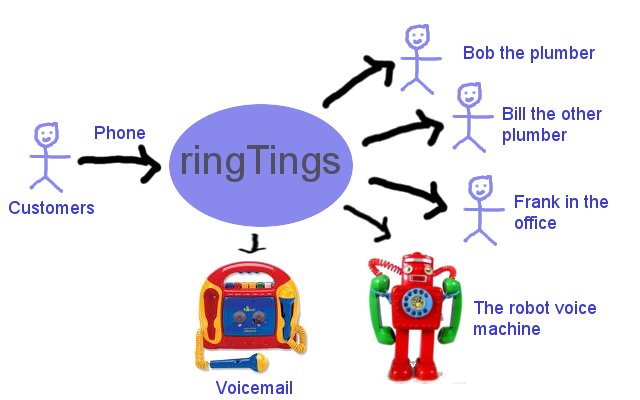 Bob the plumber
Bill the other
plumber
Phone
ringTings
Customers
Frank in the
office
The robot voice
machine
Voicemail